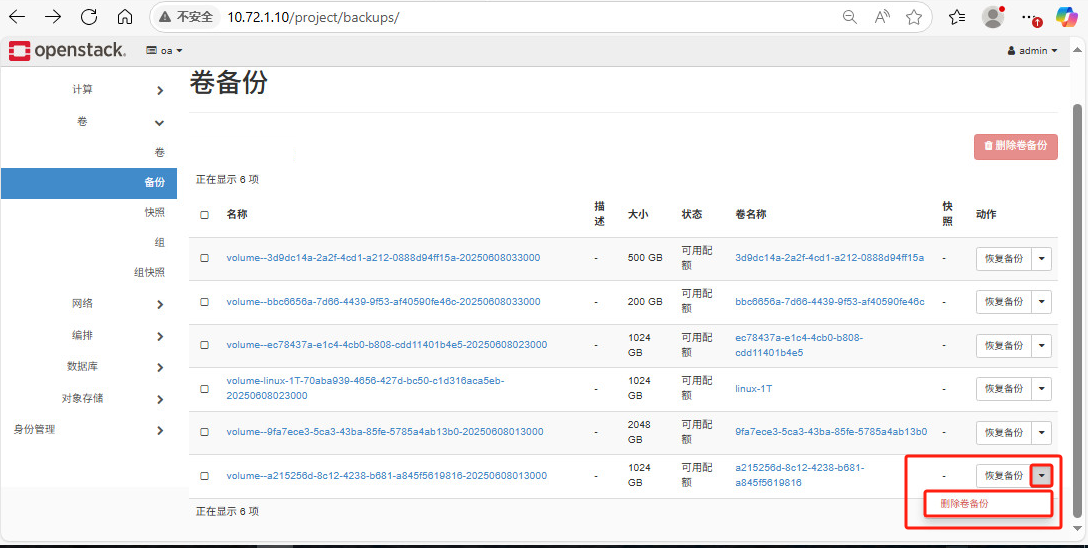 不安全 10.72.1.10/project/backups/
openstack. oa admin
卷备份
计算
卷
卷
备份
快照
组
组快照
网络
编排
数据库
对象存储
身份管理
删除卷备份
正在显示 6 项
名称 描述 大小 状态 卷名称 快照 动作
volume--3d9dc14a-2a2f-4cd1-a212-0888d94ff15a-20250608033000 - 500 GB 可用配额 3d9dc14a-2a2f-4cd1-a212-0888d94ff15a - 恢复备份
volume--bbc6656a-7d66-4439-9f53-af40590fe46c-20250608033000 - 200 GB 可用配额 bbc6656a-7d66-4439-9f53-af40590fe46c - 恢复备份
volume--ec78437a-e1c4-4cb0-b808-cdd11401b4e5-20250608023000 - 1024 GB 可用配额 ec78437a-e1c4-4cb0-b808-cdd11401b4e5 - 恢复备份
volume-linux-1T-70aba939-4656-427d-bc50-c1d316aca5eb-20250608023000 - 1024 GB 可用配额 linux-1T - 恢复备份
volume--9fa7ece3-5ca3-43ba-85fe-5785a4ab13b0-20250608013000 - 2048 GB 可用配额 9fa7ece3-5ca3-43ba-85fe-5785a4ab13b0 - 恢复备份
volume--a215256d-8c12-4238-b681-a845f5619816-20250608013000 - 1024 GB 可用配额 a215256d-8c12-4238-b681-a845f5619816 - 恢复备份
删除卷备份
正在显示 6 项